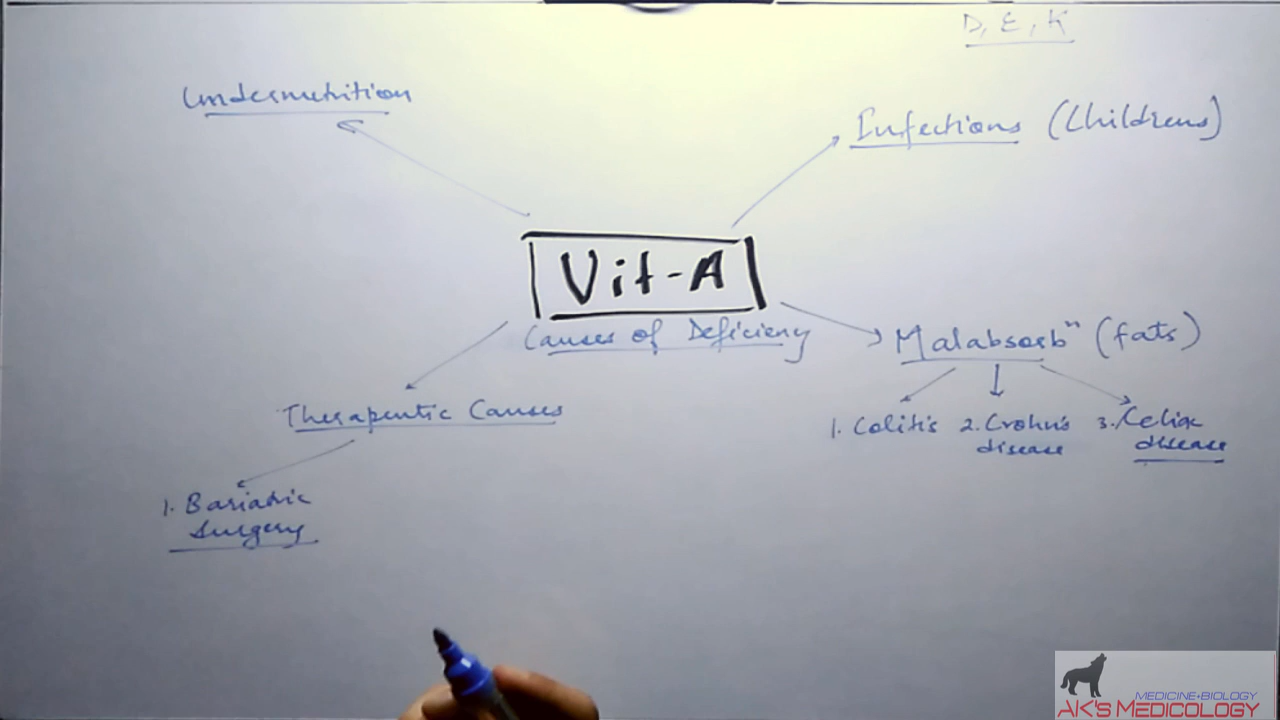 D, E, K
Undernutrition
Infections (Childrens)
Vit-A
Causes of Deficieny
Malabsorbⁿ (fats)
Therapeutic Causes
1. Colitis 2. Crohn's disease 3. Celiac disease
1. Bariatric
Surgery
MEDICINE+BIOLOGY
AK'S MEDICOLOGY